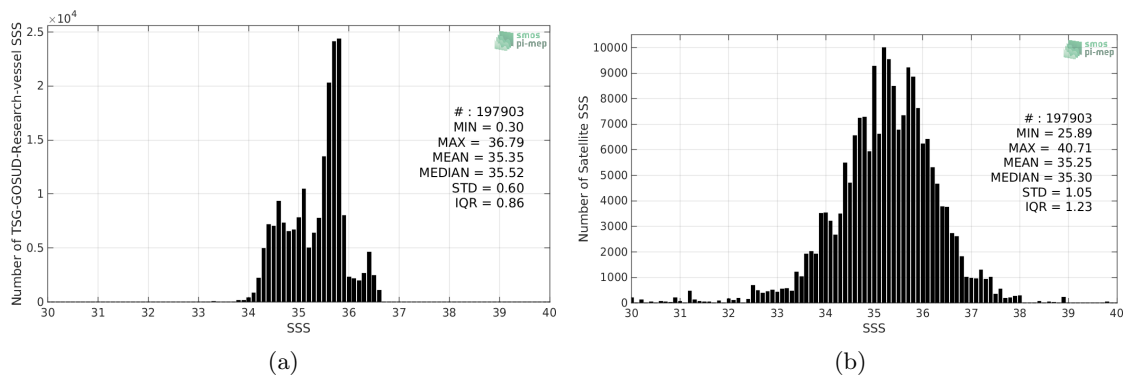 ×10⁴
Number of TSG-GOSUD-Research-vessel SSS
2.5
2
1.5
1
0.5
0
smos
pi-mep
# : 197903
MIN = 0.30
MAX = 36.79
MEAN = 35.35
MEDIAN = 35.52
STD = 0.60
IQR = 0.86
30 31 32 33 34 35 36 37 38 39 40
SSS
(a)
Number of Satellite SSS
10000
9000
8000
7000
6000
5000
4000
3000
2000
1000
0
smos
pi-mep
# : 197903
MIN = 25.89
MAX = 40.71
MEAN = 35.25
MEDIAN = 35.30
STD = 1.05
IQR = 1.23
30 31 32 33 34 35 36 37 38 39 40
SSS
(b)